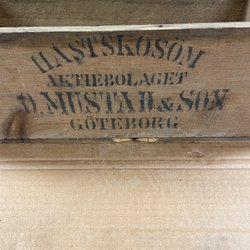 HÄSTSKOSÖM
AKTIEBOLAGET
O. MUSTAD & SON
GÖTEBORG